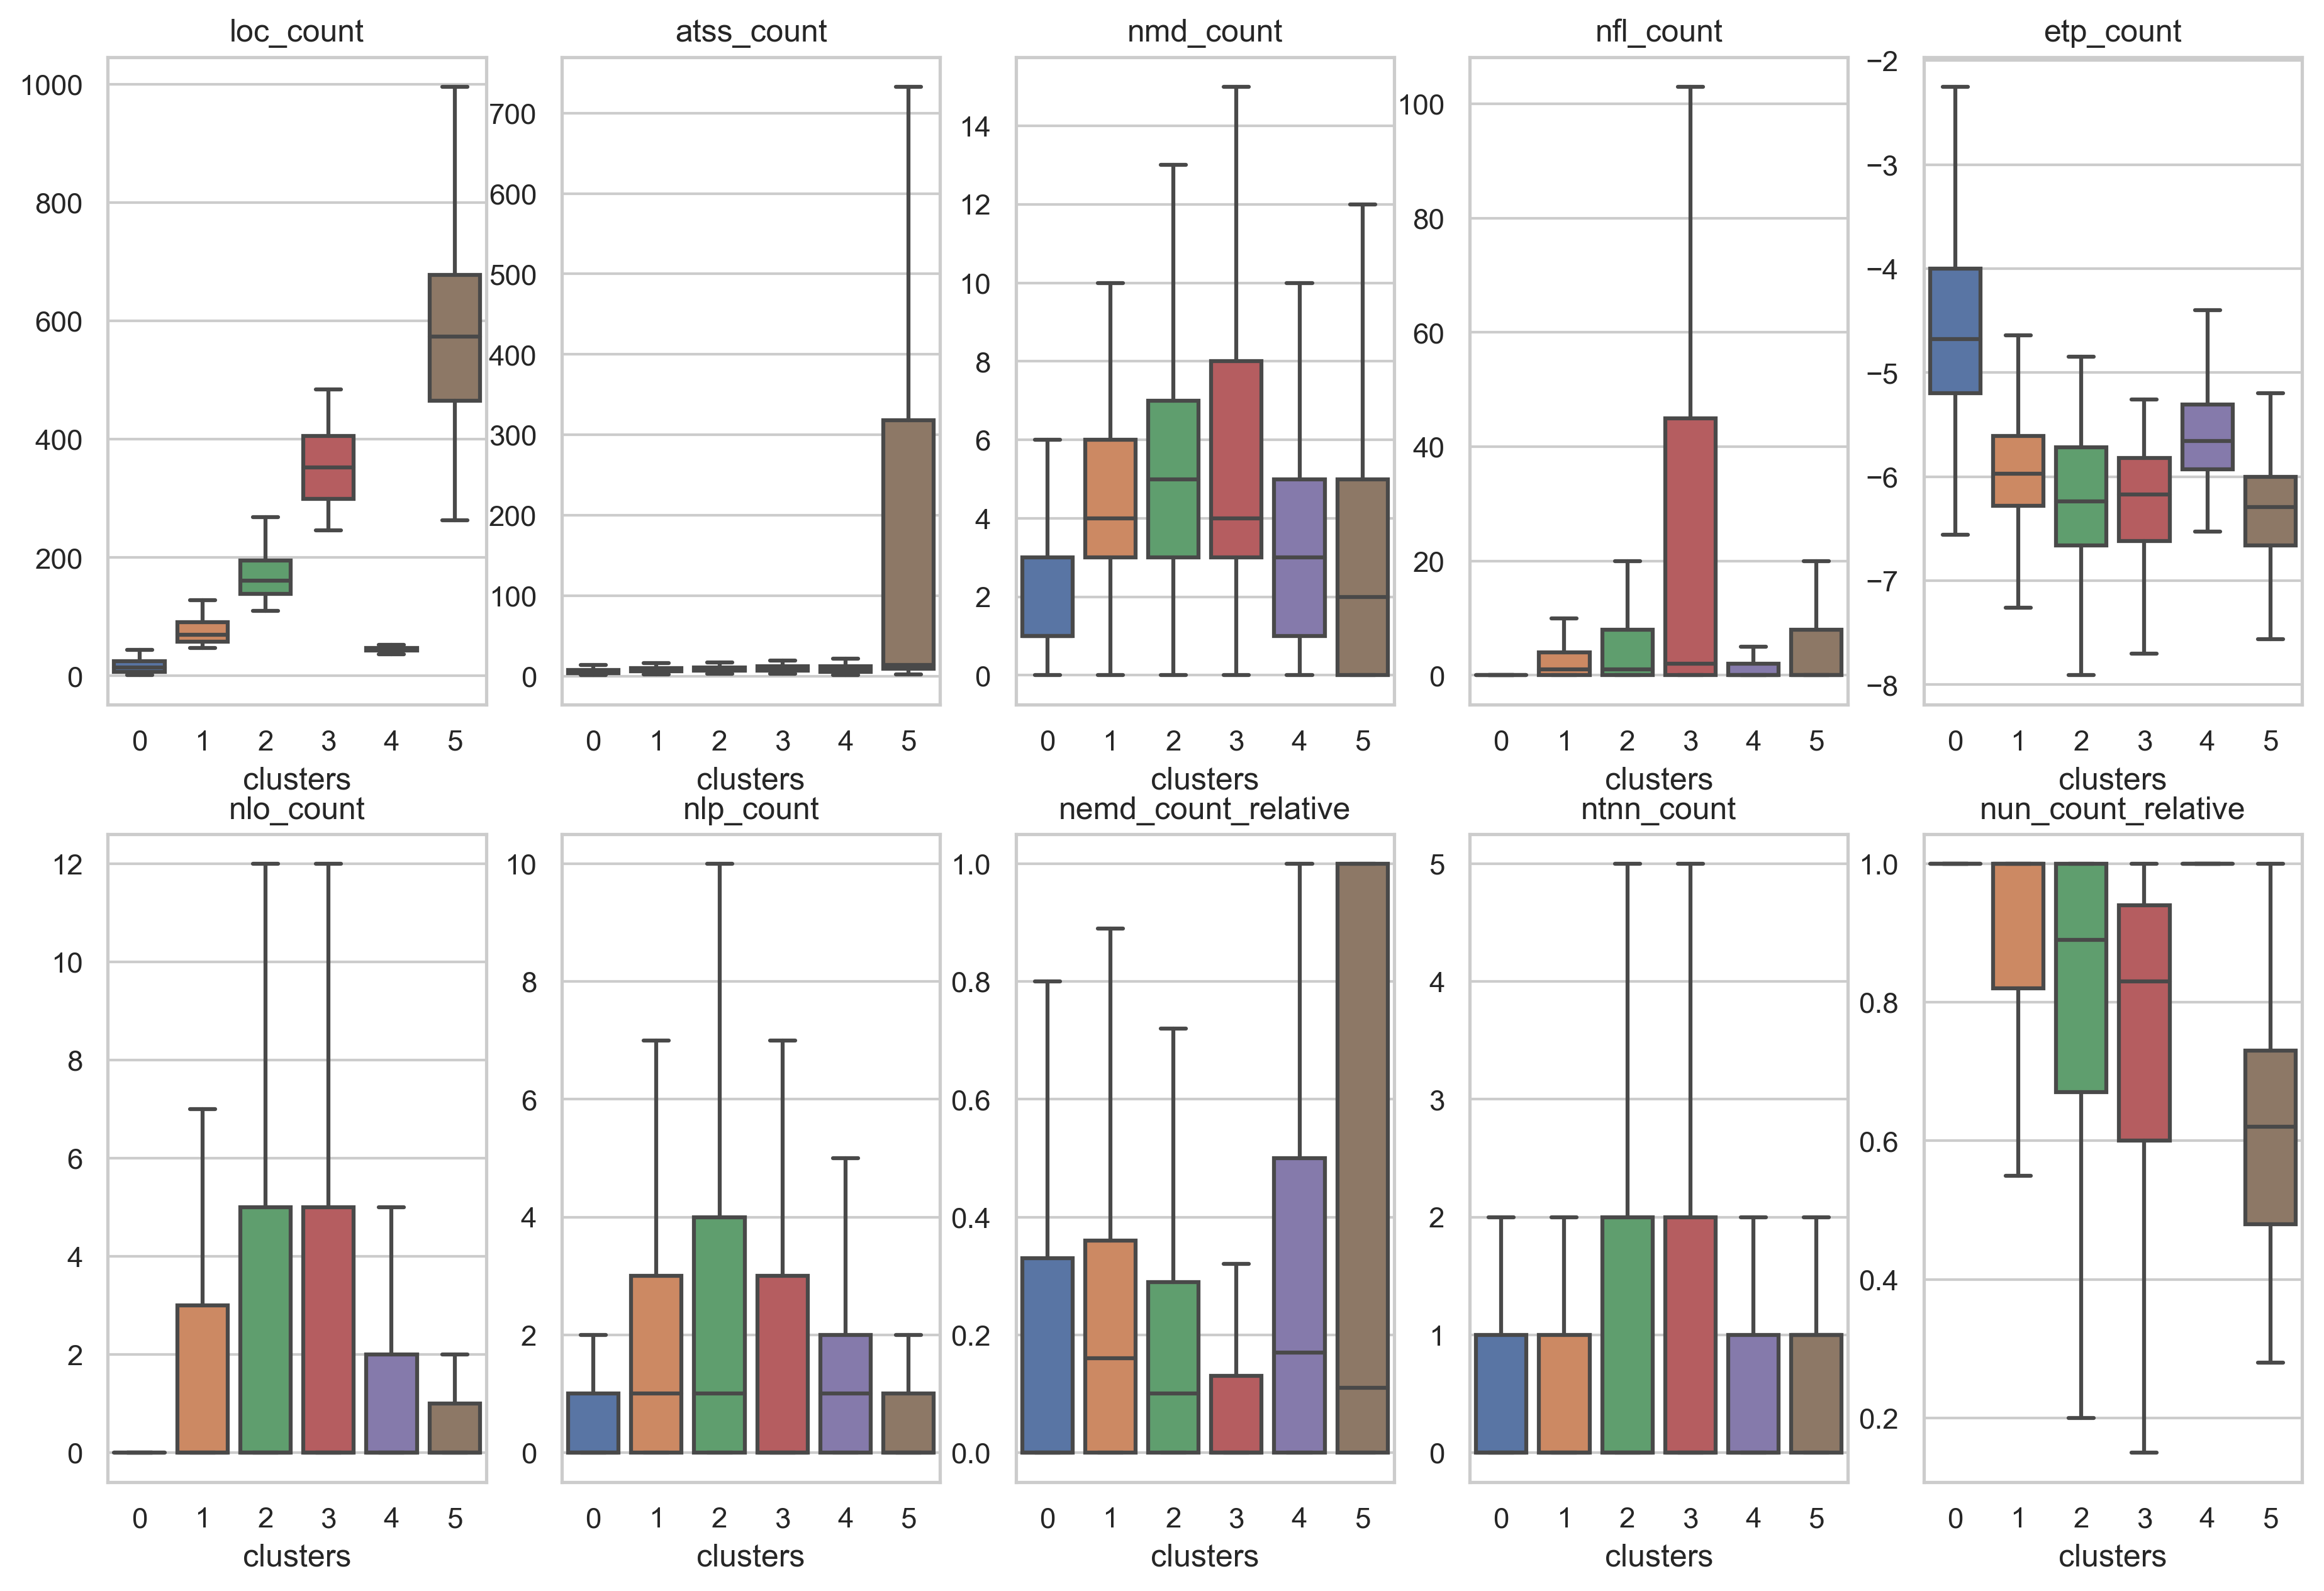 loc_count
1000
800
600
400
200
0
0 1 2 3 4 5
clusters
atss_count
700
600
500
400
300
200
100
0
0 1 2 3 4 5
clusters
nmd_count
14
12
10
8
6
4
2
0
0 1 2 3 4 5
clusters
nfl_count
100
80
60
40
20
0
0 1 2 3 4 5
clusters
etp_count
−2
−3
−4
−5
−6
−7
−8
0 1 2 3 4 5
clusters
nlo_count
12
10
8
6
4
2
0
0 1 2 3 4 5
clusters
nlp_count
10
8
6
4
2
0
0 1 2 3 4 5
clusters
nemd_count_relative
1.0
0.8
0.6
0.4
0.2
0.0
0 1 2 3 4 5
clusters
ntnn_count
5
4
3
2
1
0
0 1 2 3 4 5
clusters
nun_count_relative
1.0
0.8
0.6
0.4
0.2
0 1 2 3 4 5
clusters